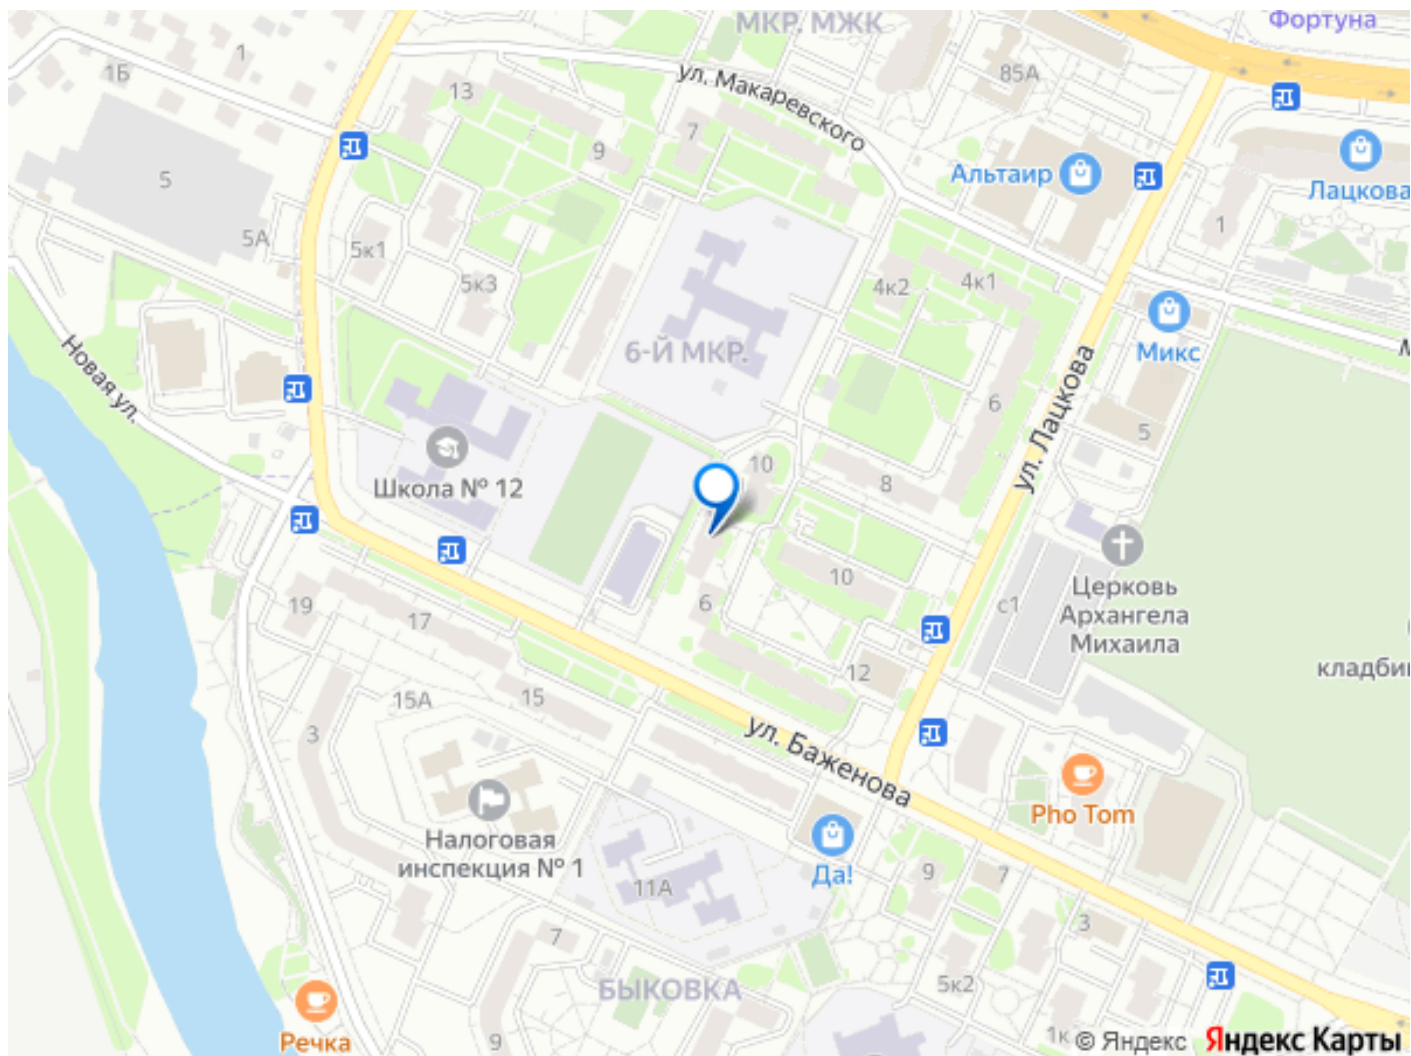 МКР. МЖК
Фортуна
1
1Б
85А
ул. Макаревского
13
7
9
Альтаир
Лацкова
5
5А
5к1
5к3
4к2
4к1
1
Микс
М
6-Й МКР.
Новая ул.
ул. Лацкова
6
5
Школа № 12
10
8
Церковь
Архангела
Михаила
с1
10
6
19
17
12
кладби
15А
15
3
ул. Баженова
Pho Tom
Налоговая
инспекция № 1
Да!
11А
9
7
3
7
5к2
БЫКОВКА
Речка
9
1к
© Яндекс Яндекс Карты